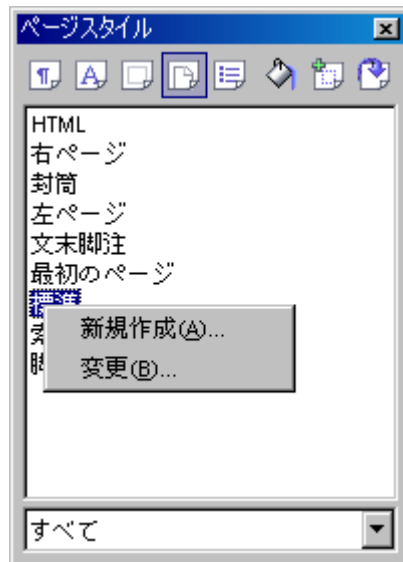 ページスタイル
HTML
右ページ
封筒
左ページ
文末脚注
最初のページ
標準
新規作成(A)...
変更(B)...
すべて